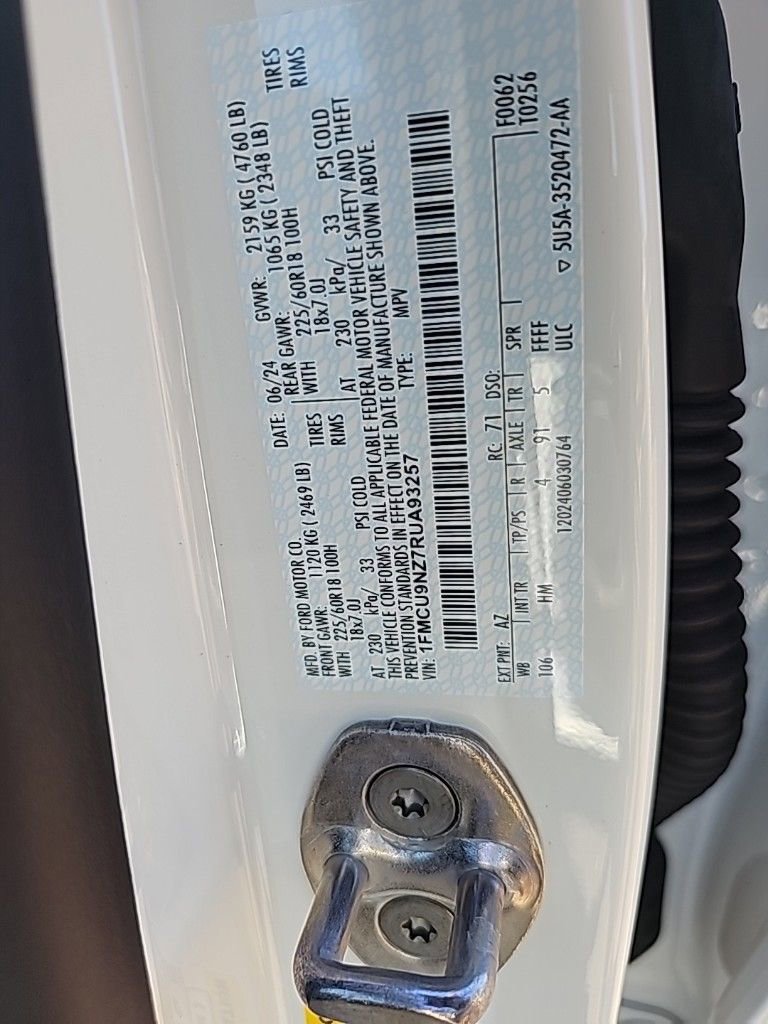 MFD. BY FORD MOTOR CO.
DATE: 06/24 GVWR: 2159 KG ( 4760 LB)
FRONT GAWR: 1120 KG ( 2469 LB) REAR GAWR: 1065 KG ( 2348 LB)
WITH 225/60R18 100H TIRES WITH 225/60R18 100H TIRES
18x7.0J RIMS 18x7.0J RIMS
AT 230 kPa/ 33 PSI COLD AT 230 kPa/ 33 PSI COLD
THIS VEHICLE CONFORMS TO ALL APPLICABLE FEDERAL MOTOR VEHICLE SAFETY AND THEFT
PREVENTION STANDARDS IN EFFECT ON THE DATE OF MANUFACTURE SHOWN ABOVE.
VIN: 1FMCU9NZ7RUA93257 TYPE: MPV
EXT PNT: AZ RC: 71 DSO: F0062
WB INT TR TP/PS R AXLE TR SPR T0256
106 HM 4 91 5 FFFF
1202406030764 ULC ▽ 5U5A-3520472-AA